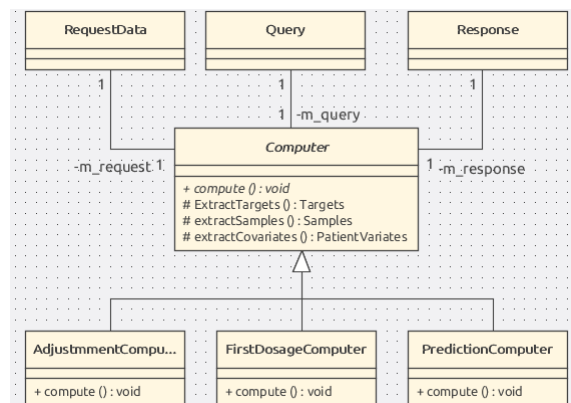 RequestData
Query
Response
1
1
1
1 -m_query
-m_request 1
Computer
1 -m_response
+ compute () : void
# ExtractTargets () : Targets
# extractSamples () : Samples
# extractCovariates () : PatientVariates
AdjustmmentCompu...
FirstDosageComputer
PredictionComputer
+ compute () : void
+ compute () : void
+ compute () : void